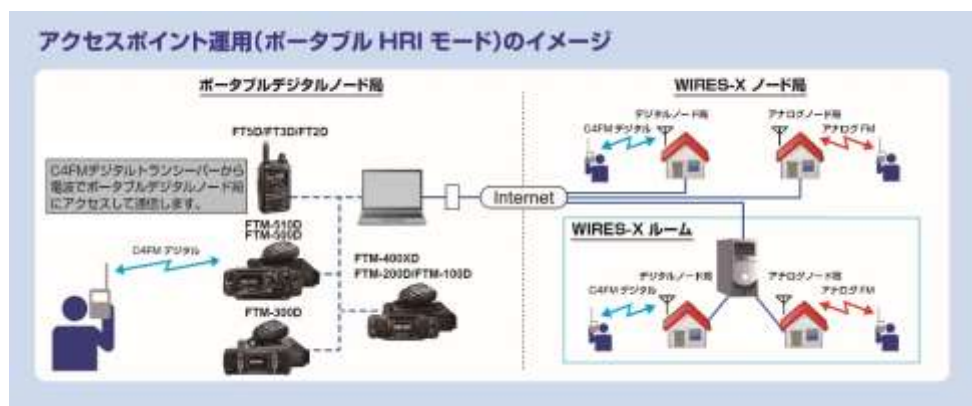 アクセスポイント運用(ポータブル HRI モード)のイメージ
ポータブルデジタルノード局
FT5D/FT3D/FT2D
C4FMデジタルトランシーバーから
電波でポータブルデジタルノード局
にアクセスして通信します。
FTM-510D
FTM-500D
C4FM デジタル
FTM-400XD
FTM-200D/FTM-100D
FTM-300D
Internet
WIRES-X ノード局
デジタルノード局
C4FM デジタル
アナログノード局
アナログ FM
WIRES-X ルーム
デジタルノード局
C4FM デジタル
アナログノード局
アナログ FM